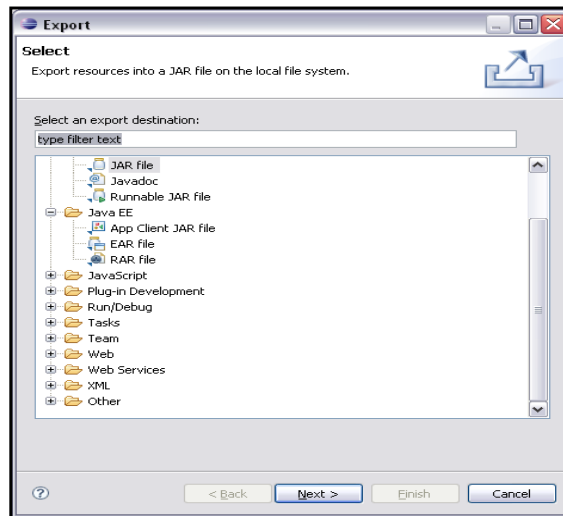 Export
Select
Export resources into a JAR file on the local file system.
Select an export destination:
type filter text
JAR file
Javadoc
Runnable JAR file
Java EE
App Client JAR file
EAR file
RAR file
JavaScript
Plug-in Development
Run/Debug
Tasks
Team
Web
Web Services
XML
Other
? < Back Next > Finish Cancel